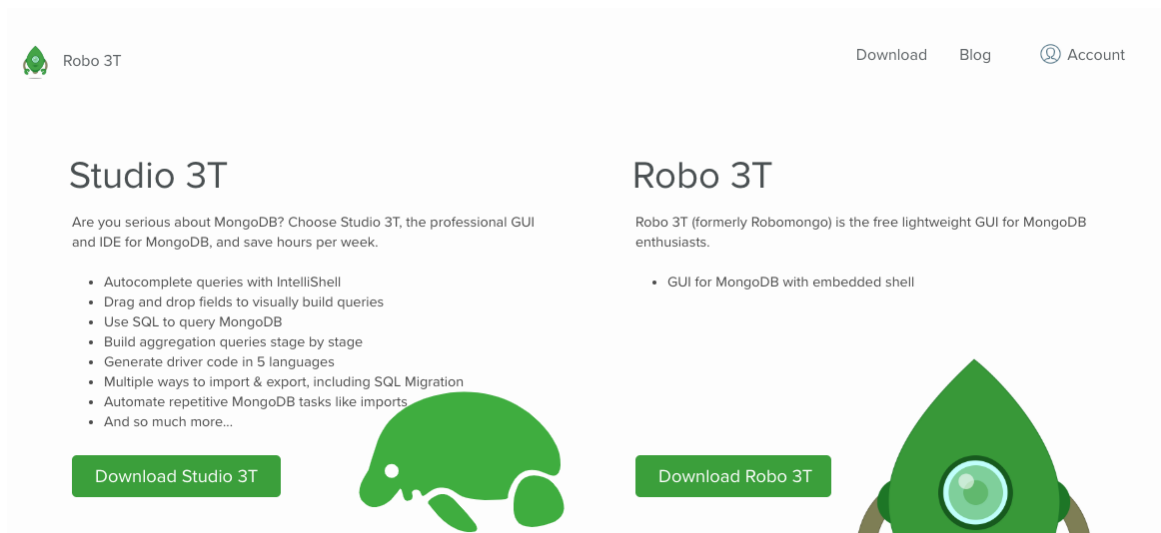 Robo 3T
Download Blog Account
Studio 3T
Are you serious about MongoDB? Choose Studio 3T, the professional GUI
and IDE for MongoDB, and save hours per week.
• Autocomplete queries with IntelliShell
• Drag and drop fields to visually build queries
• Use SQL to query MongoDB
• Build aggregation queries stage by stage
• Generate driver code in 5 languages
• Multiple ways to import & export, including SQL Migration
• Automate repetitive MongoDB tasks like imports
• And so much more...
Download Studio 3T
Robo 3T
Robo 3T (formerly Robomongo) is the free lightweight GUI for MongoDB
enthusiasts.
• GUI for MongoDB with embedded shell
Download Robo 3T